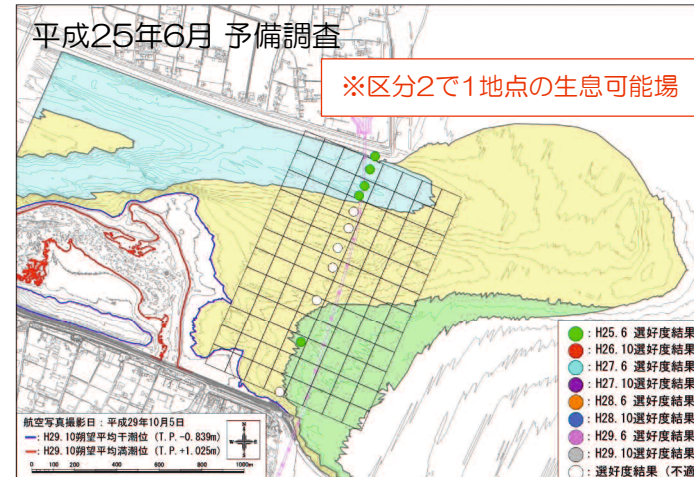 平成25年6月 予備調査
※区分2で1地点の生息可能場
: H25.6 選好度結果
: H26.10選好度結果
: H27.6 選好度結果
: H27.10選好度結果
: H28.6 選好度結果
: H28.10選好度結果
: H29.6 選好度結果
: H29.10選好度結果
: 選好度結果 (不適
航空写真撮影日：平成29年10月5日
: H29.10朔望平均干潮位 (T.P.-0.839m)
: H29.10朔望平均満潮位 (T.P.+1.025m)
N
W
E
S
0 100 200 400 600 800 1000m